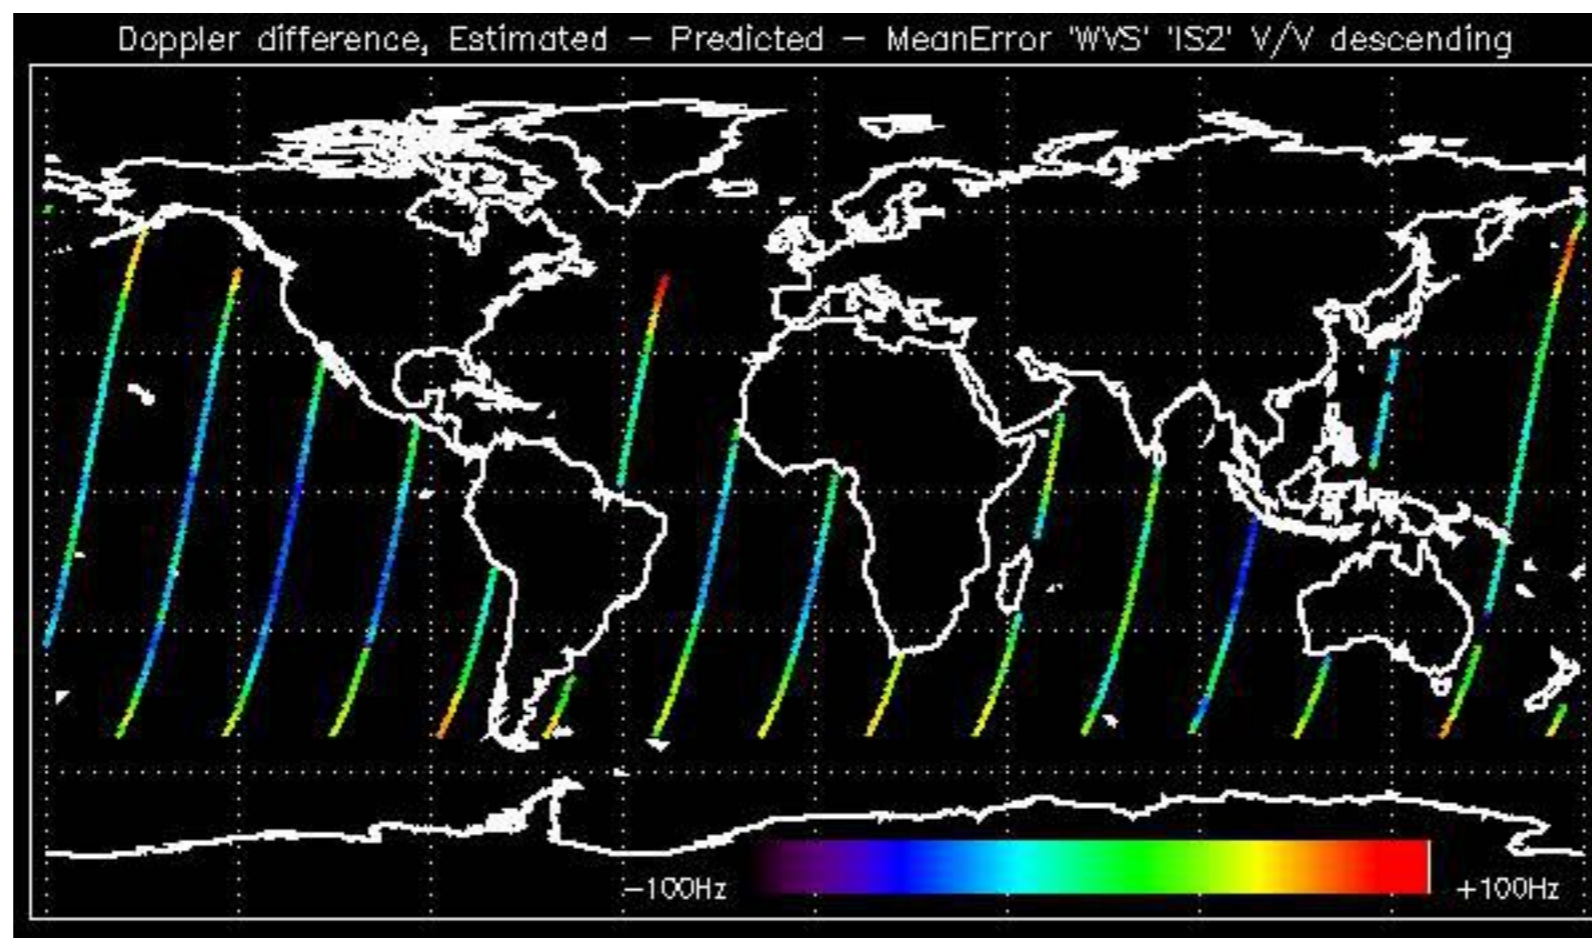 Doppler difference, Estimated — Predicted — MeanError 'WVS' 'IS2' V/V descending
−100Hz
+100Hz